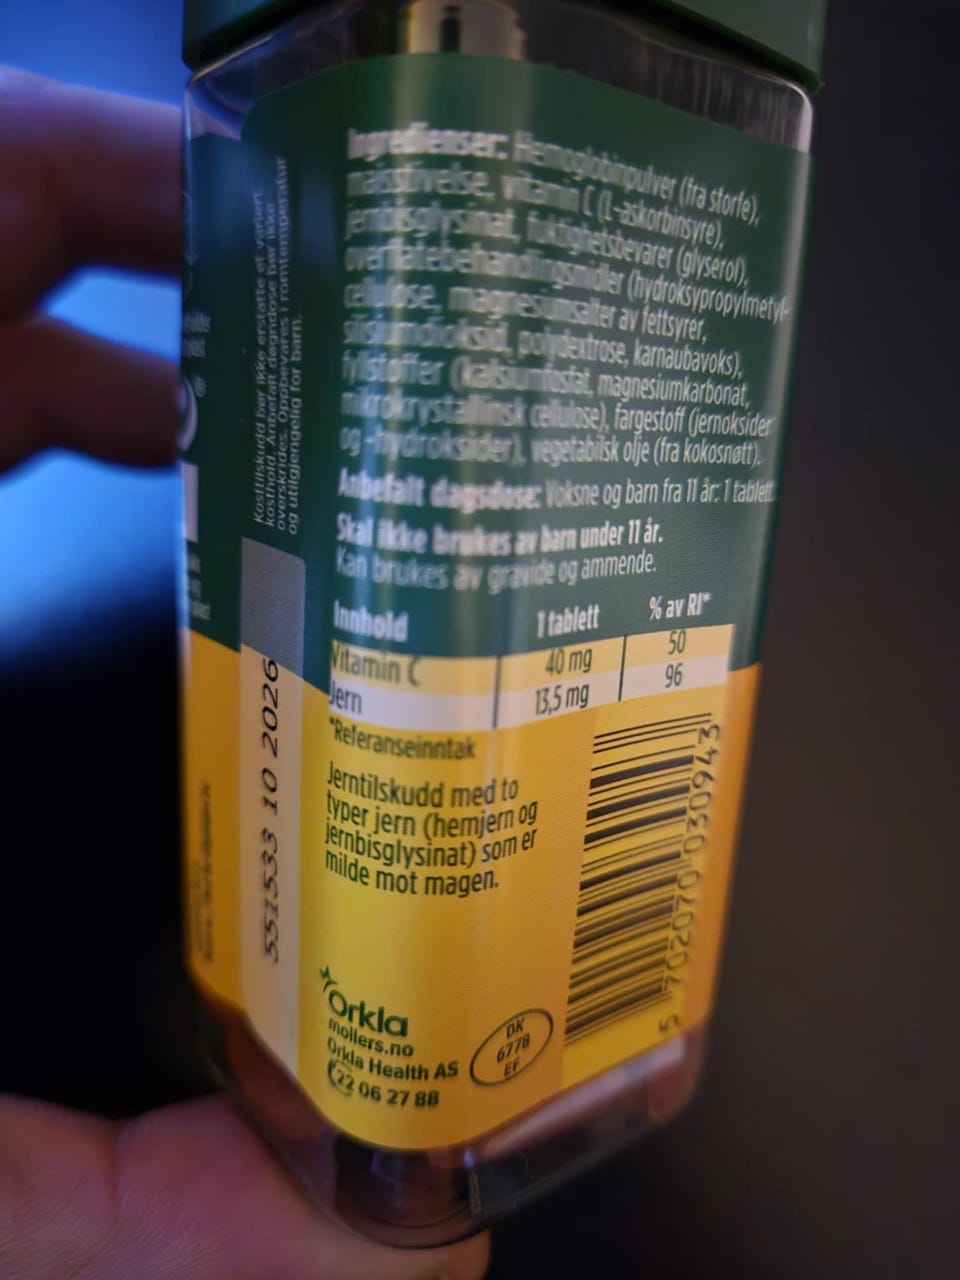 Ingredienser: Hemoglobinpulver (fra storfe),
maisstivelse, vitamin C (L-askorbinsyre),
jernbisglysinat, fuktighetsbevarer (glyserol),
overflatebehandlingsmidler (hydroksypropylmetyl-
cellulose, magnesiumsalter av fettsyrer,
silisiumdioksid, polydextrose, karnaubavoks),
fyllstoffer (kalsiumfosfat, magnesiumkarbonat,
mikrokrystallinsk cellulose), fargestoff (jernoksider
og -hydroksider), vegetabilsk olje (fra kokosnøtt).
Anbefalt dagsdose: Voksne og barn fra 11 år: 1 tablett.
Skal ikke brukes av barn under 11 år.
Kan brukes av gravide og ammende.
Innhold 1 tablett % av RI*
Vitamin C 40 mg 50
Jern 13,5 mg 96
*Referanseinntak
Jerntilskudd med to
typer jern (hemjern og
jernbisglysinat) som er
milde mot magen.
Orkla
mollers.no
Orkla Health AS
22 06 27 88
DK
6778
EF
5 702070 030943
Kosttilskudd bør ikke erstatte et variert
kosthold. Anbefalt døgndose bør ikke
overskrides. Oppbevares i romtemperatur
og utilgjengelig for barn.
551533 10 2026